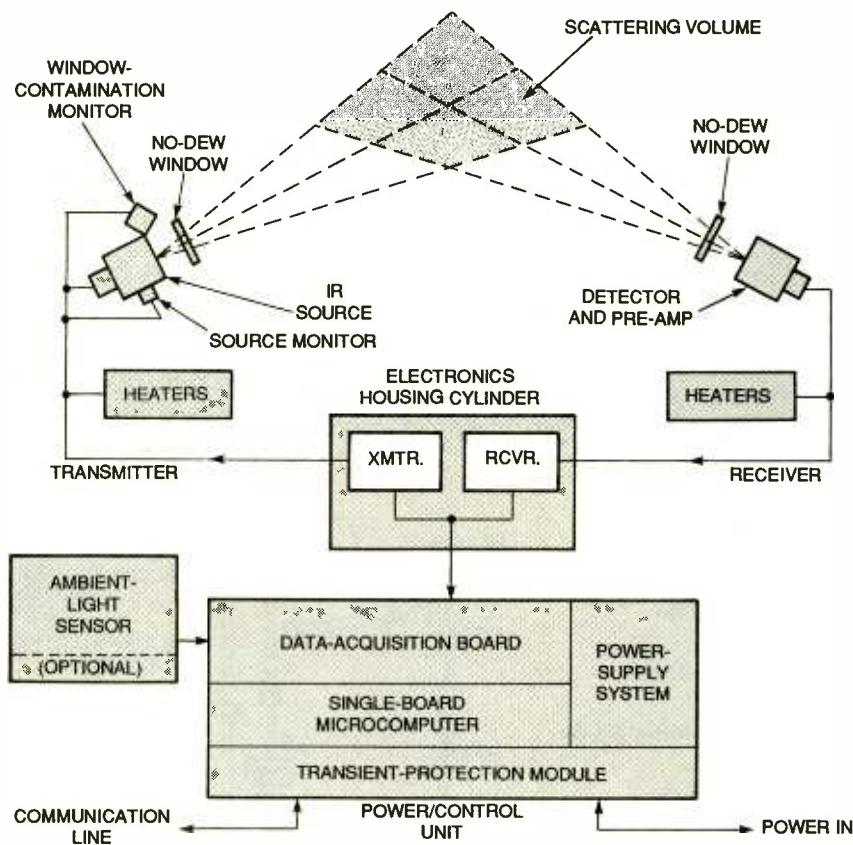 SCATTERING VOLUME
WINDOW-
CONTAMINATION
MONITOR
NO-DEW
WINDOW
NO-DEW
WINDOW
IR
SOURCE
SOURCE MONITOR
DETECTOR
AND PRE-AMP
HEATERS
ELECTRONICS
HOUSING CYLINDER
HEATERS
XMTR.
RCVR.
TRANSMITTER
RECEIVER
AMBIENT-
LIGHT
SENSOR
(OPTIONAL)
DATA-ACQUISITION BOARD
POWER-
SUPPLY
SYSTEM
SINGLE-BOARD
MICROCOMPUTER
TRANSIENT-PROTECTION MODULE
COMMUNICATION
LINE
POWER/CONTROL
UNIT
POWER IN